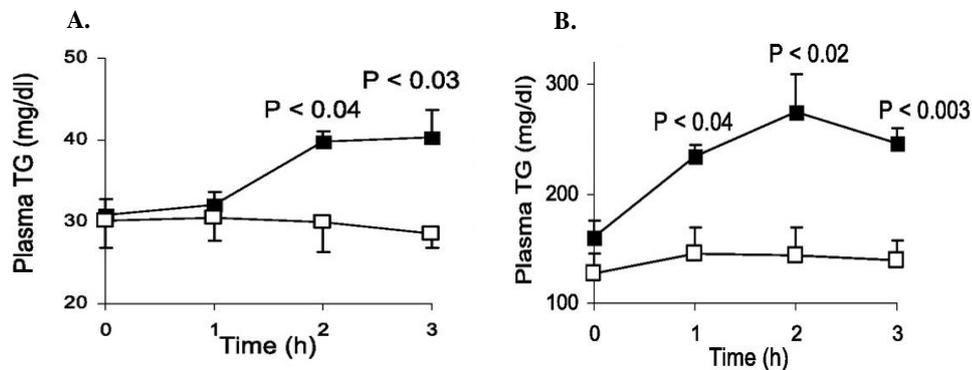 A.
50
40
30
20
Plasma TG (mg/dl)
P < 0.04
P < 0.03
0
1
2
3
Time (h)
B.
300
200
100
Plasma TG (mg/dl)
P < 0.04
P < 0.02
P < 0.003
0
1
2
3
Time (h)